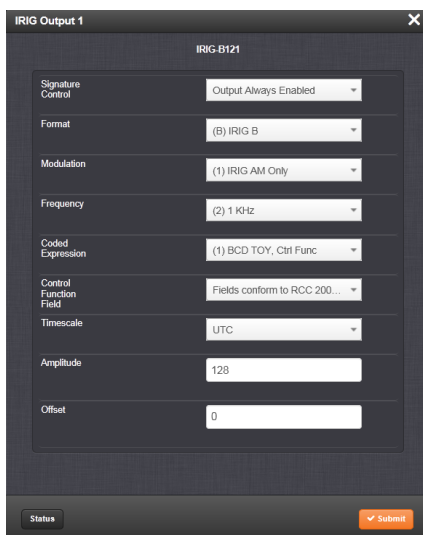 IRIG Output 1
IRIG-B121
Signature
Control
Output Always Enabled
Format
(B) IRIG B
Modulation
(1) IRIG AM Only
Frequency
(2) 1 KHz
Coded
Expression
(1) BCD TOY, Ctrl Func
Control
Function
Field
Fields conform to RCC 200...
Timescale
UTC
Amplitude
128
Offset
0
Status
Submit